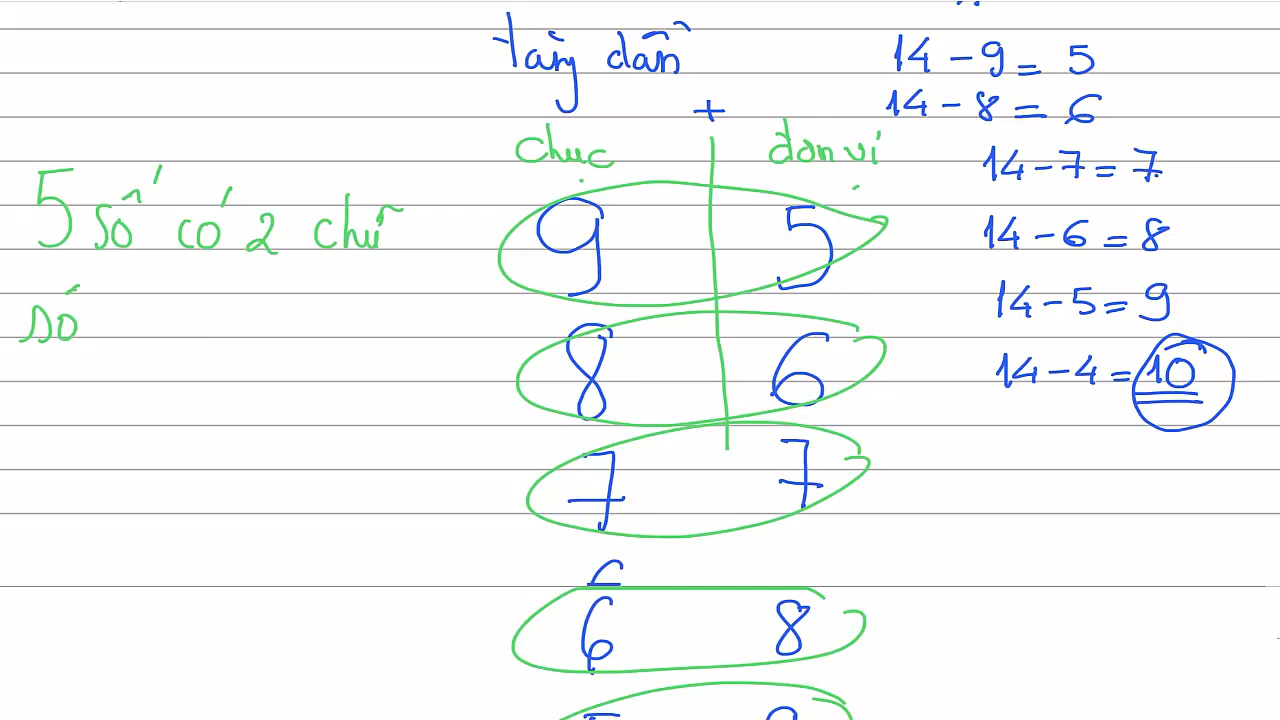 tăng dần
+
chục đơn vị
5 số có 2 chữ
số
9 5
8 6
7 7
6 8
14 - 9 = 5
14 - 8 = 6
14 - 7 = 7
14 - 6 = 8
14 - 5 = 9
14 - 4 = 10